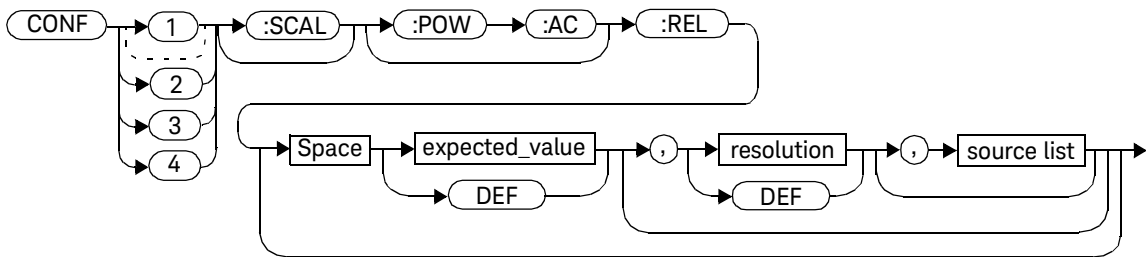 CONF 1 :SCAL :POW :AC :REL
2
3
4
Space expected_value , resolution , source list
DEF DEF